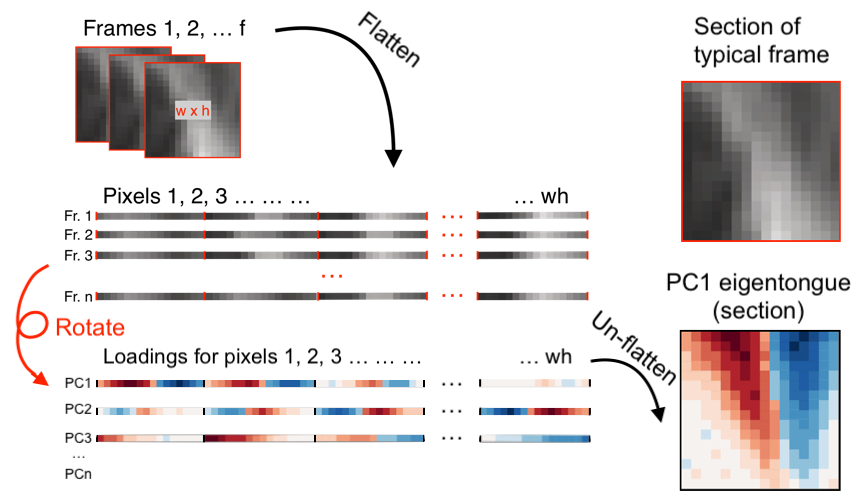 Frames 1, 2, … f
Flatten
w x h
Section of
typical frame
Pixels 1, 2, 3 … … …
… wh
Fr. 1
Fr. 2
Fr. 3
Fr. n
Rotate
Loadings for pixels 1, 2, 3 … … …
… wh
PC1
PC2
PC3
…
PCn
Un-flatten
PC1 eigentongue
(section)